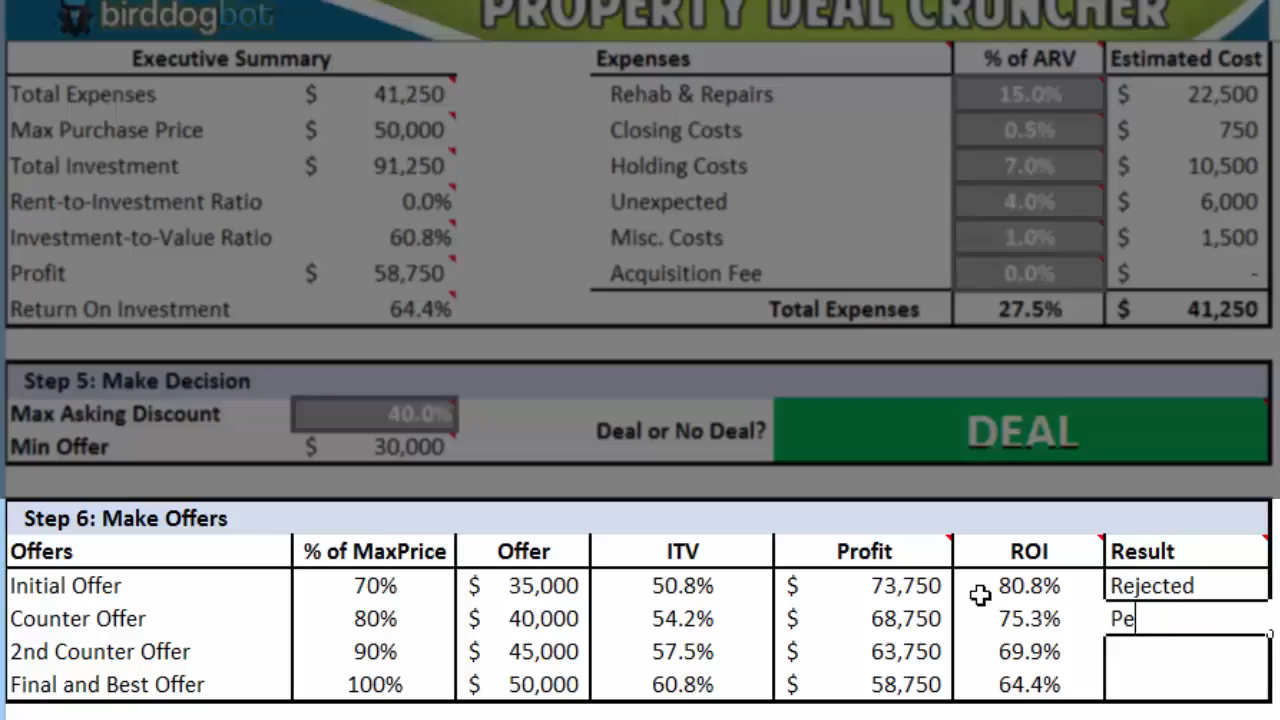 birddogbot
PROPERTY DEAL CRUNCHER
Executive Summary
Total Expenses $ 41,250
Max Purchase Price $ 50,000
Total Investment $ 91,250
Rent-to-Investment Ratio 0.0%
Investment-to-Value Ratio 60.8%
Profit $ 58,750
Return On Investment 64.4%
Expenses % of ARV Estimated Cost
Rehab & Repairs 15.0% $ 22,500
Closing Costs 0.5% $ 750
Holding Costs 7.0% $ 10,500
Unexpected 4.0% $ 6,000
Misc. Costs 1.0% $ 1,500
Acquisition Fee 0.0% $ -
Total Expenses 27.5% $ 41,250
Step 5: Make Decision
Max Asking Discount 40.0%
Min Offer $ 30,000
Deal or No Deal? DEAL
Step 6: Make Offers
Offers % of MaxPrice Offer ITV Profit ROI Result
Initial Offer 70% $ 35,000 50.8% $ 73,750 80.8% Rejected
Counter Offer 80% $ 40,000 54.2% $ 68,750 75.3% Pe
2nd Counter Offer 90% $ 45,000 57.5% $ 63,750 69.9%
Final and Best Offer 100% $ 50,000 60.8% $ 58,750 64.4%